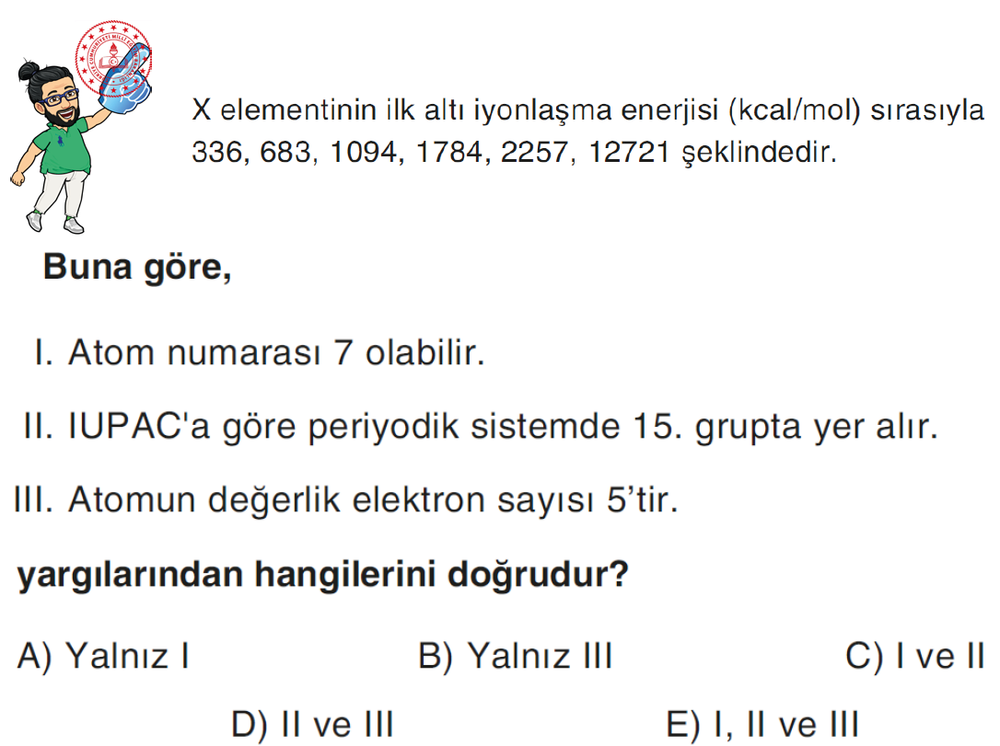 X elementinin ilk altı iyonlaşma enerjisi (kcal/mol) sırasıyla
336, 683, 1094, 1784, 2257, 12721 şeklindedir.
Buna göre,
I. Atom numarası 7 olabilir.
II. IUPAC'a göre periyodik sistemde 15. grupta yer alır.
III. Atomun değerlik elektron sayısı 5’tir.
yargılarından hangilerini doğrudur?
A) Yalnız I B) Yalnız III C) I ve II
D) II ve III E) I, II ve III